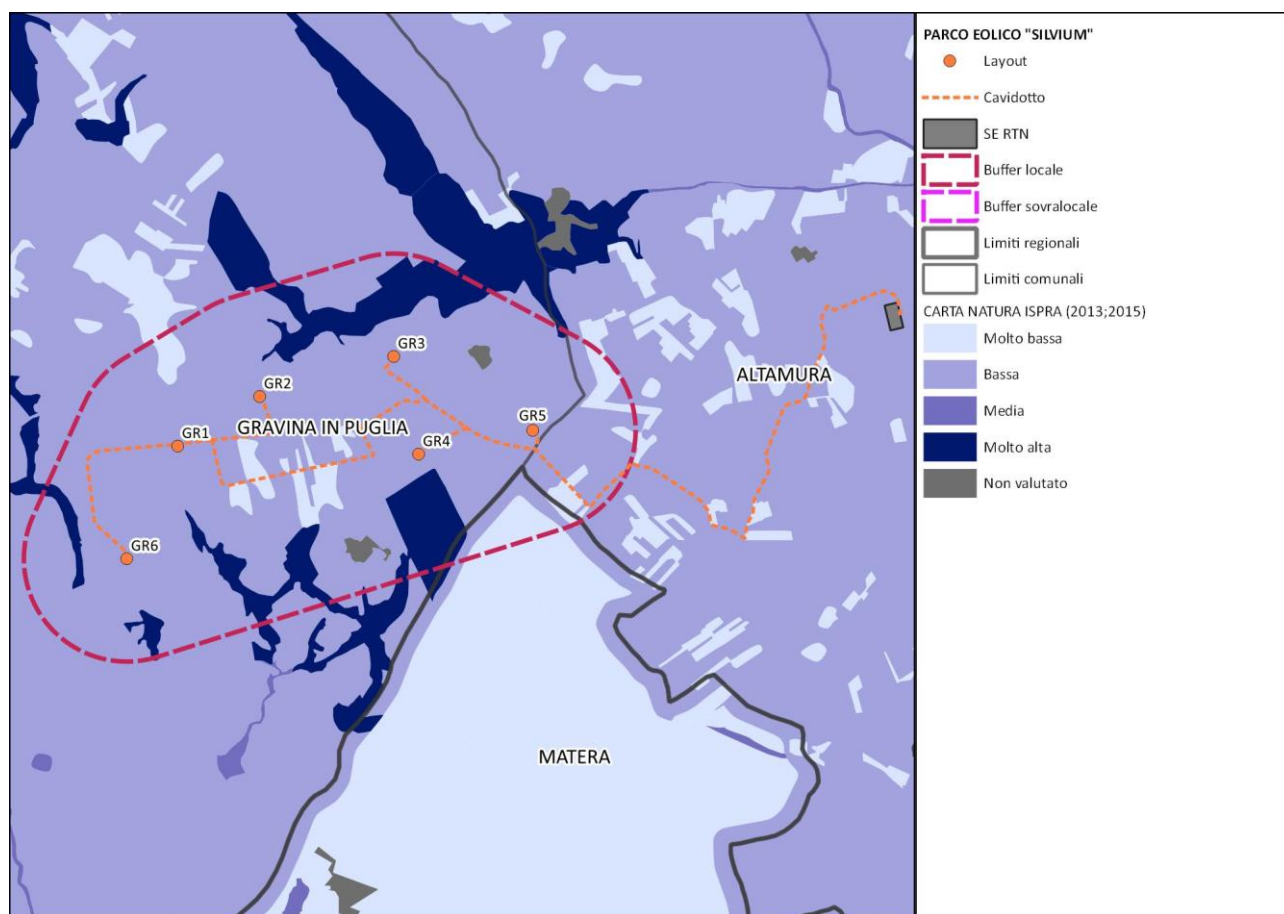 PARCO EOLICO "SILVIUM"
Layout
Cavidotto
SE RTN
Buffer locale
Buffer sovralocale
Limiti regionali
Limiti comunali
CARTA NATURA ISPRA (2013;2015)
Molto bassa
Bassa
Media
Molto alta
Non valutato
GR3
ALTAMURA
GR2
GR5
GRAVINA IN PUGLIA
GR1
GR4
GR6
MATERA